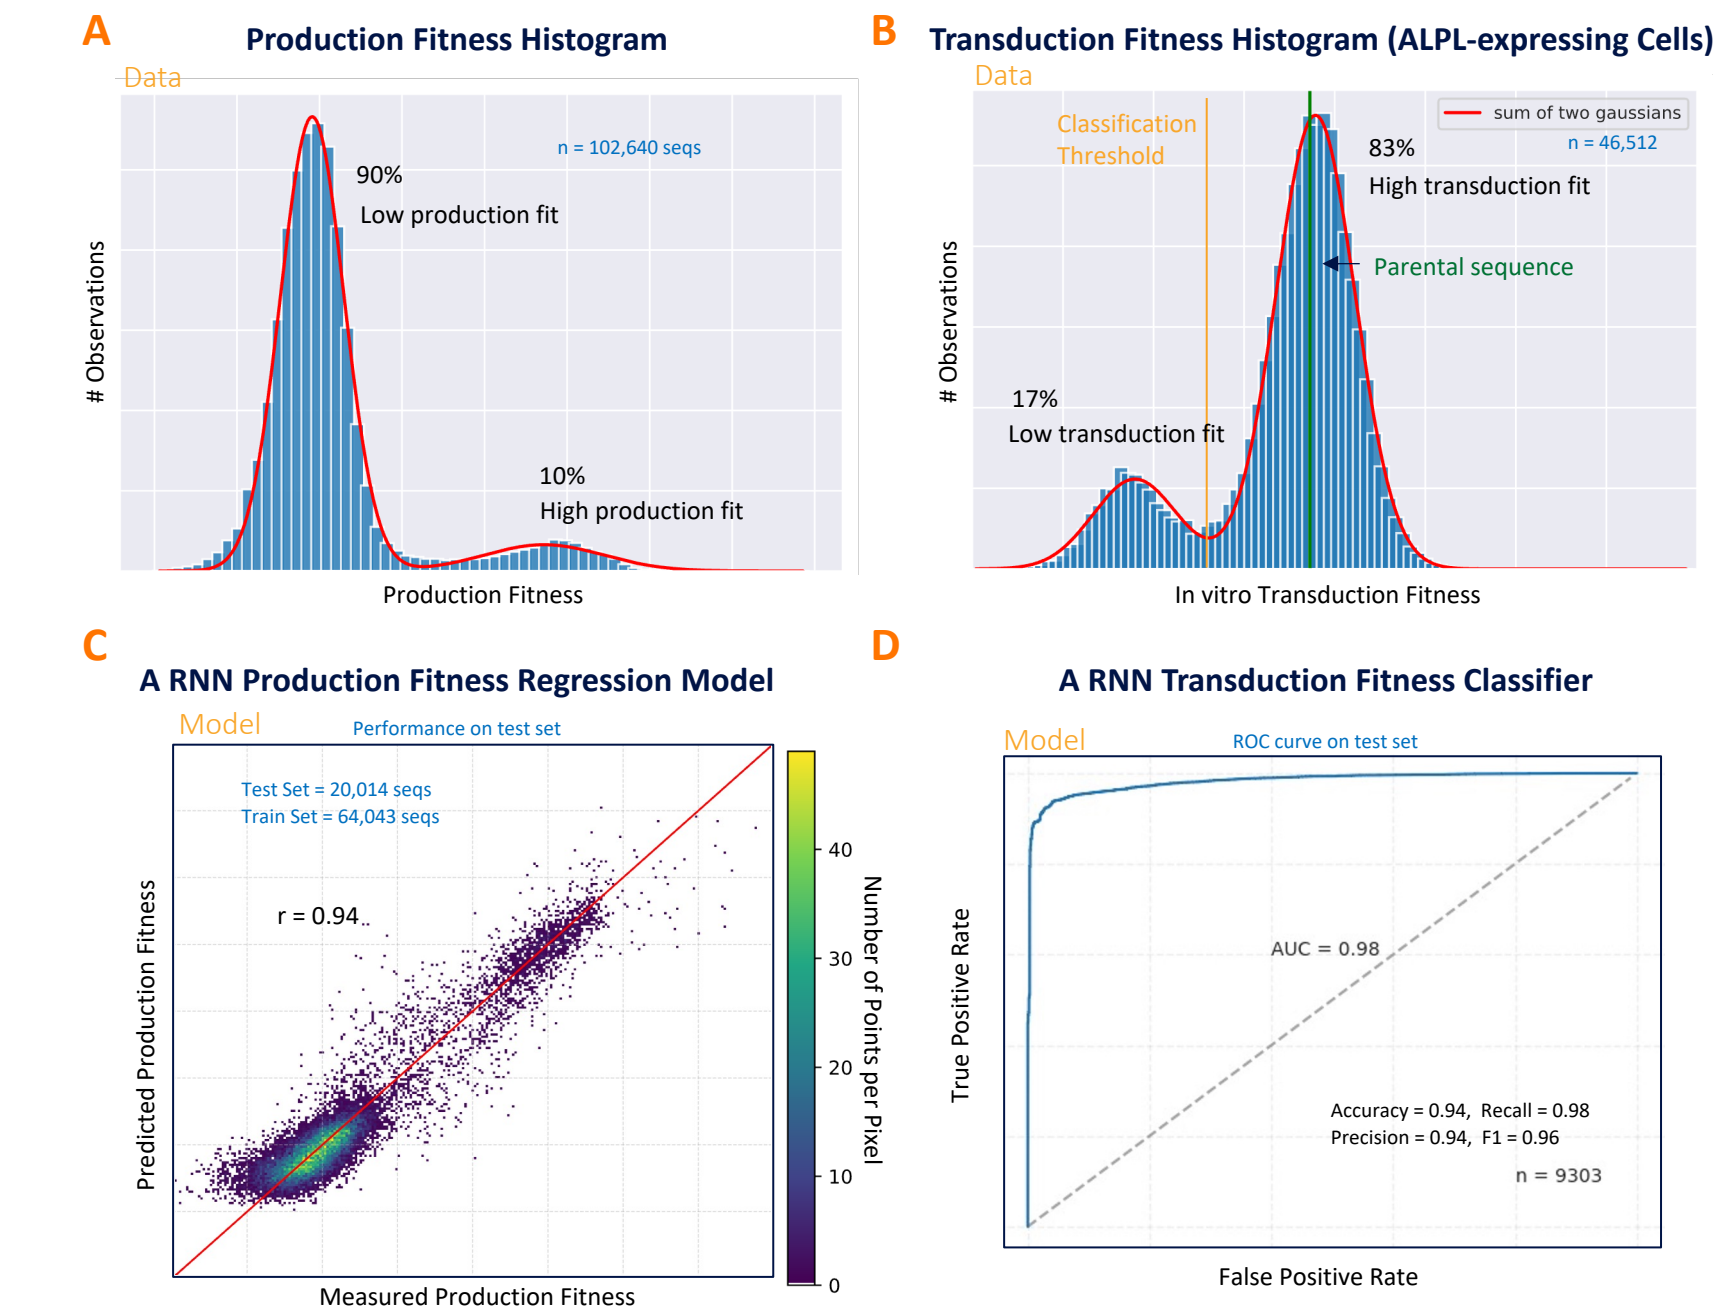 A
Production Fitness Histogram
Data
n = 102,640 seqs
90%
Low production fit
10%
High production fit
# Observations
Production Fitness
B
Transduction Fitness Histogram (ALPL-expressing Cells)
Data
Classification
Threshold
sum of two gaussians
n = 46,512
83%
High transduction fit
Parental sequence
17%
Low transduction fit
# Observations
In vitro Transduction Fitness
C
A RNN Production Fitness Regression Model
Model
Performance on test set
Test Set = 20,014 seqs
Train Set = 64,043 seqs
r = 0.94
Predicted Production Fitness
Measured Production Fitness
40
30
20
10
0
Number of Points per Pixel
D
A RNN Transduction Fitness Classifier
Model
ROC curve on test set
AUC = 0.98
Accuracy = 0.94, Recall = 0.98
Precision = 0.94, F1 = 0.96
n = 9303
True Positive Rate
False Positive Rate